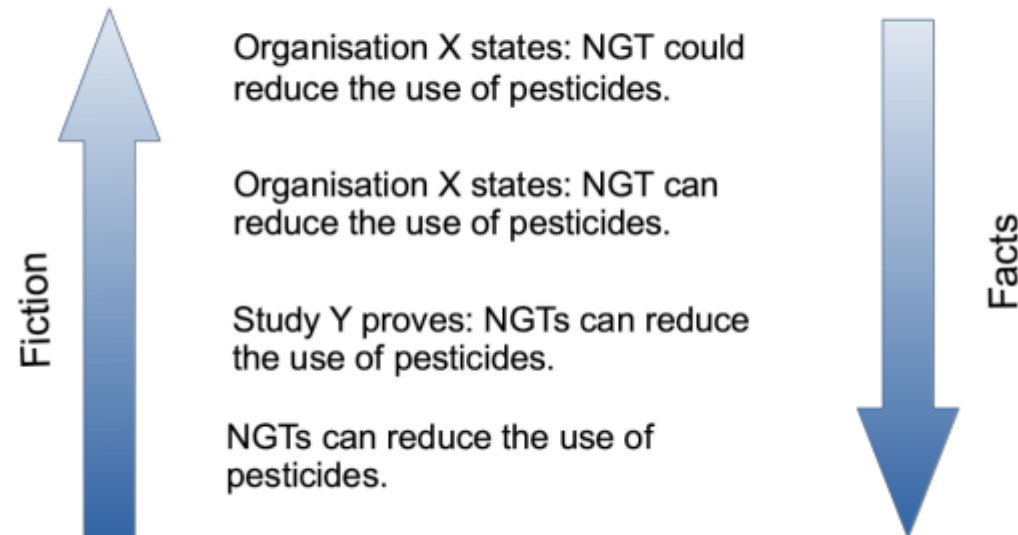 Organisation X states: NGT could
reduce the use of pesticides.
Organisation X states: NGT can
reduce the use of pesticides.
Fiction
Facts
Study Y proves: NGTs can reduce
the use of pesticides.
NGTs can reduce the use of
pesticides.